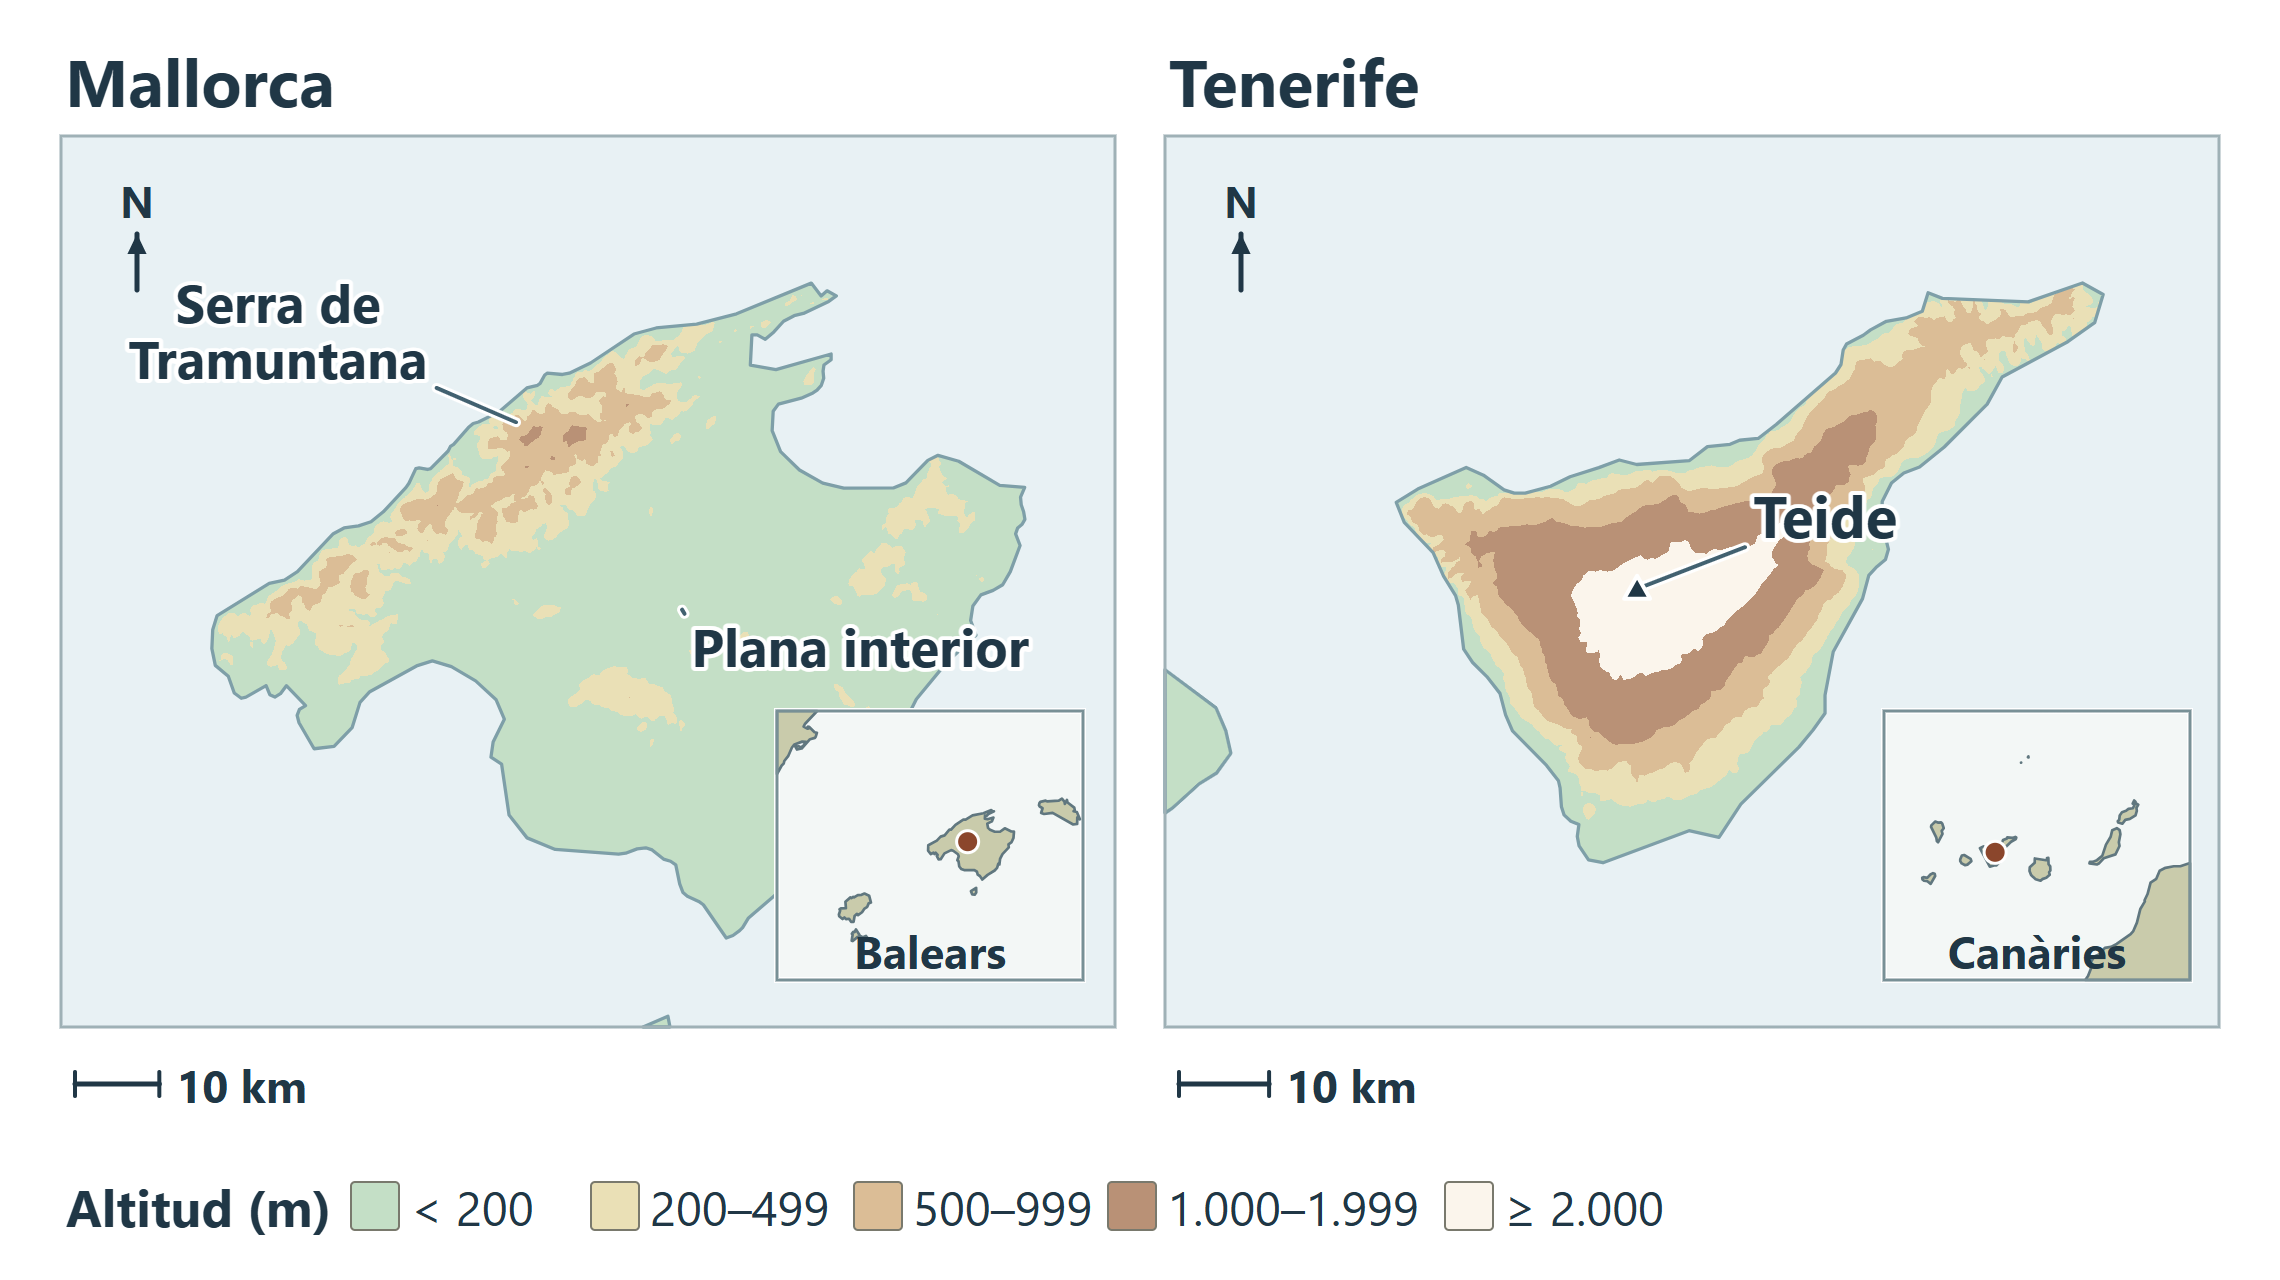 Mallorca
N
Serra de
Tramuntana
Plana interior
Balears
10 km
Tenerife
N
Teide
Canàries
10 km
Altitud (m) < 200 200–499 500–999 1.000–1.999 ≥ 2.000